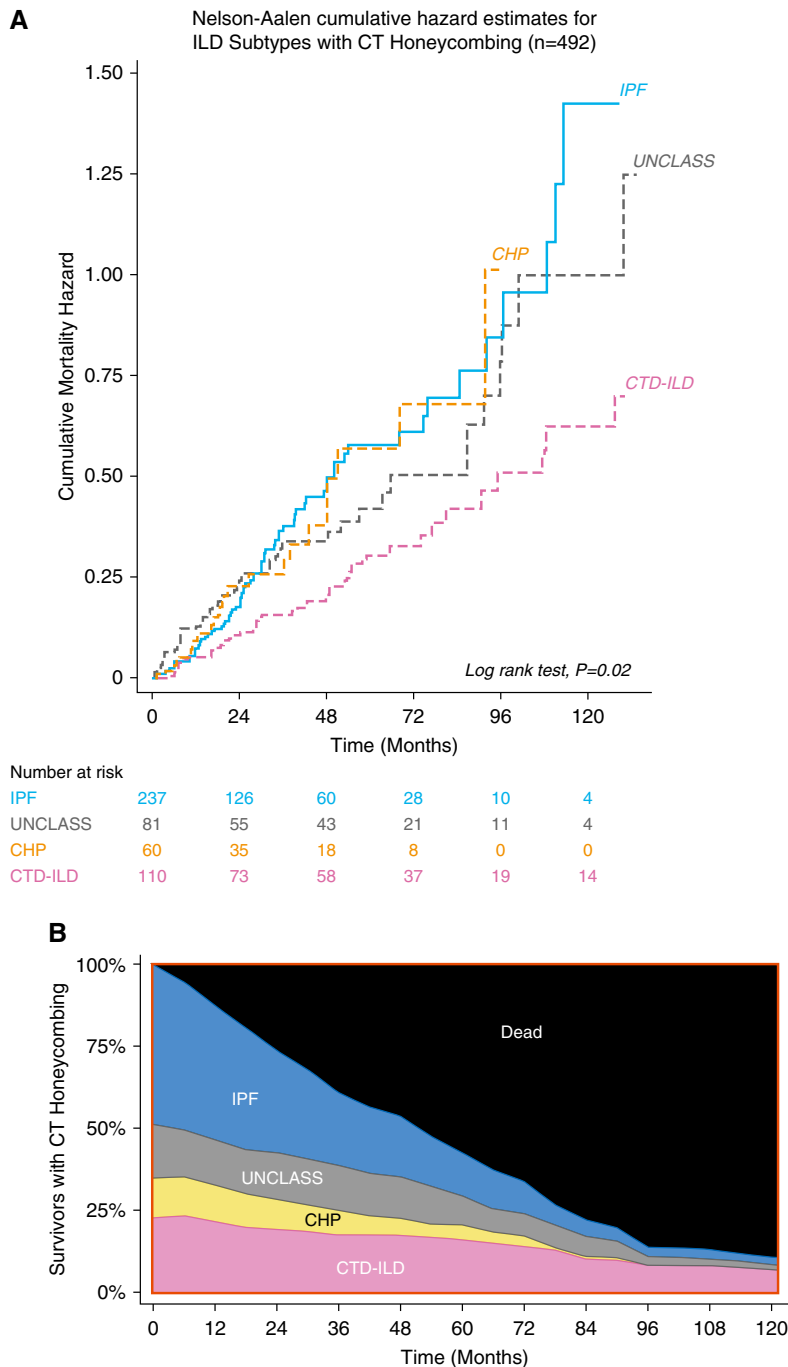 A
Nelson-Aalen cumulative hazard estimates for
ILD Subtypes with CT Honeycombing (n=492)
1.50
1.25
1.00
0.75
0.50
0.25
0
Cumulative Mortality Hazard
IPF
UNCLASS
CHP
CTD-ILD
Log rank test, P=0.02
0 24 48 72 96 120
Time (Months)
Number at risk
IPF 237 126 60 28 10 4
UNCLASS 81 55 43 21 11 4
CHP 60 35 18 8 0 0
CTD-ILD 110 73 58 37 19 14
B
100%
75%
50%
25%
0%
Survivors with CT Honeycombing
Dead
IPF
UNCLASS
CHP
CTD-ILD
0 12 24 36 48 60 72 84 96 108 120
Time (Months)